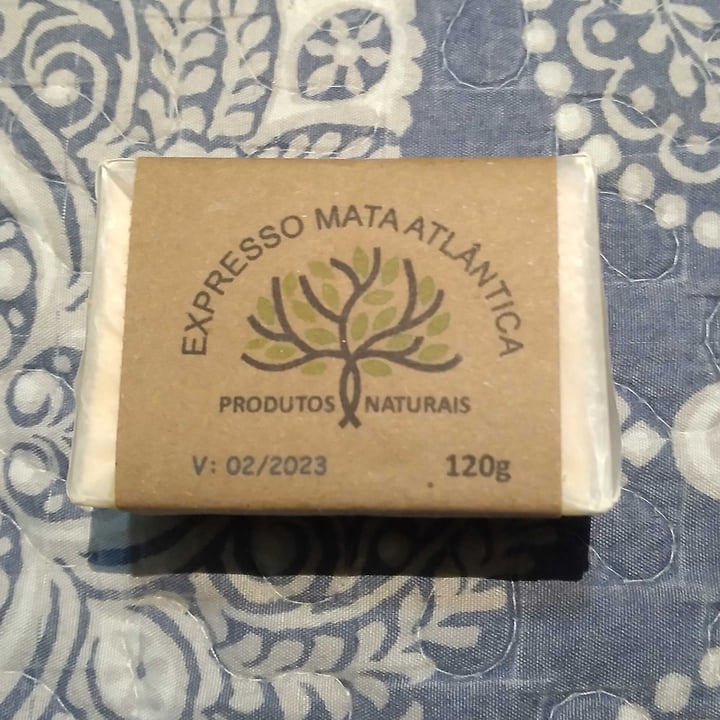 EXPRESSO MATA ATLÂNTICA
PRODUTOS NATURAIS
V: 02/2023 120g